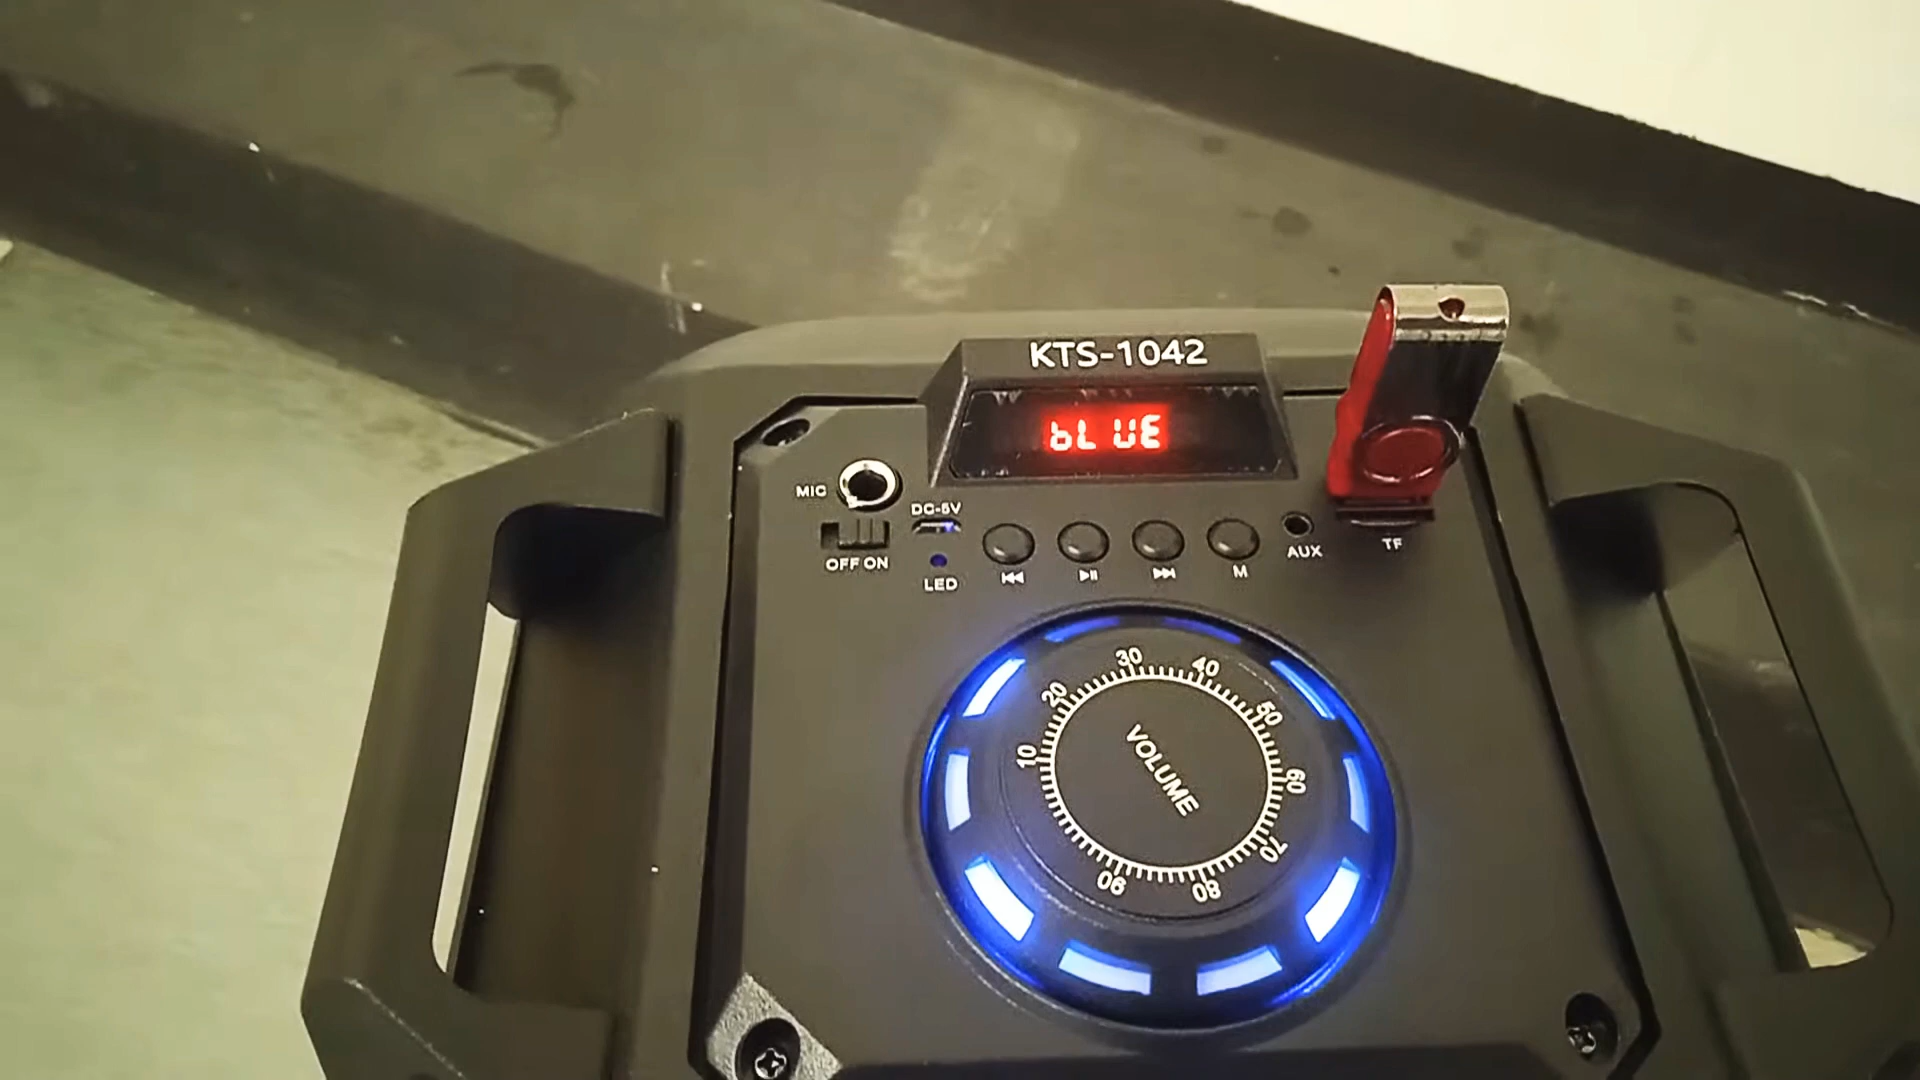 KTS-1042
bLUE
MIC
DC-5V
OFF ON
LED
M
AUX
TF
10
20
30
40
50
60
70
80
90
VOLUME